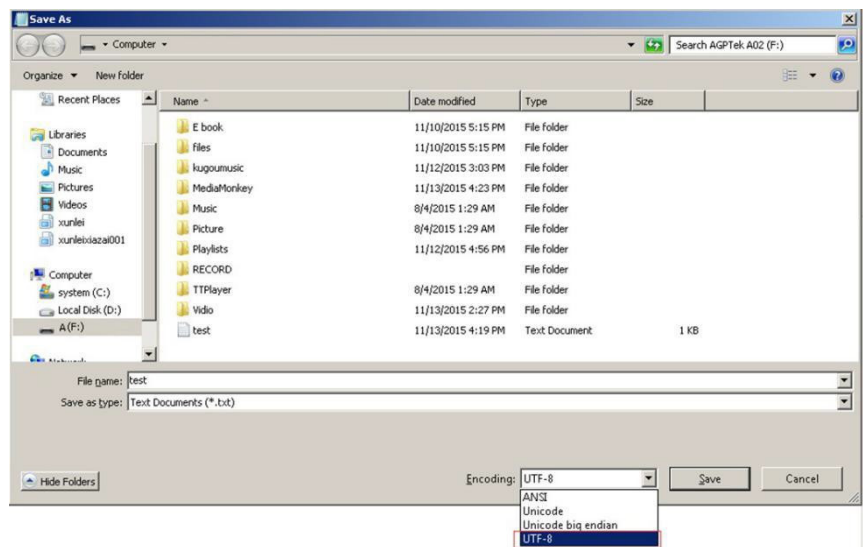 Save As
Computer
Search AGPTek A02 (F:)
Organize New folder
Recent Places
Libraries
Documents
Music
Pictures
Videos
xunlei
xunleixiazai001
Computer
system (C:)
Local Disk (D:)
A(F:)
Name Date modified Type Size
E book 11/10/2015 5:15 PM File folder
files 11/10/2015 5:15 PM File folder
kugoumusic 11/12/2015 3:03 PM File folder
MediaMonkey 11/13/2015 4:23 PM File folder
Music 8/4/2015 1:29 AM File folder
Picture 8/4/2015 1:29 AM File folder
Playlists 11/12/2015 4:56 PM File folder
RECORD File folder
TTPlayer 8/4/2015 1:29 AM File folder
Vidio 11/13/2015 2:27 PM File folder
test 11/13/2015 4:19 PM Text Document 1 KB
File name: test
Save as type: Text Documents (*.txt)
Hide Folders
Encoding: UTF-8
Save Cancel
ANSI
Unicode
Unicode big endian
UTF-8